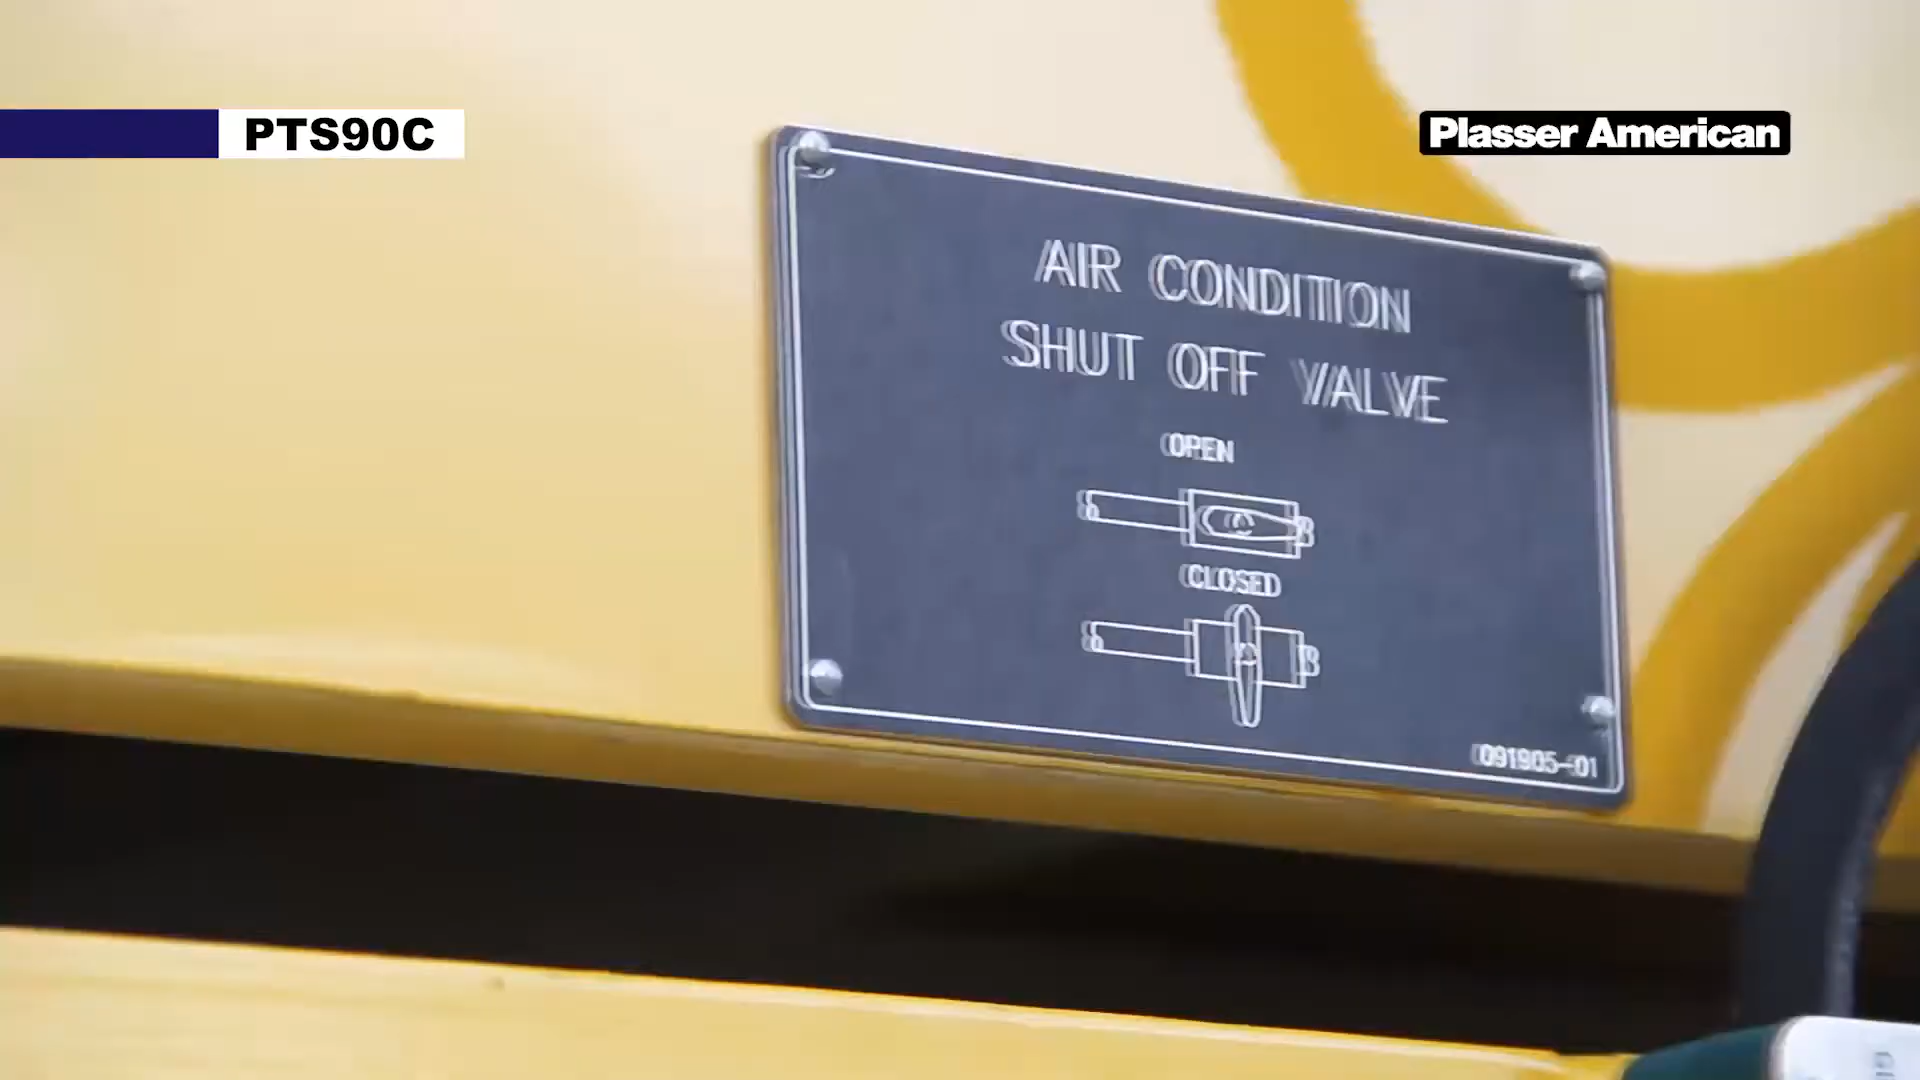 PTS90C
Plasser American
AIR CONDITION
SHUT OFF VALVE
OPEN
CLOSED
091905-01